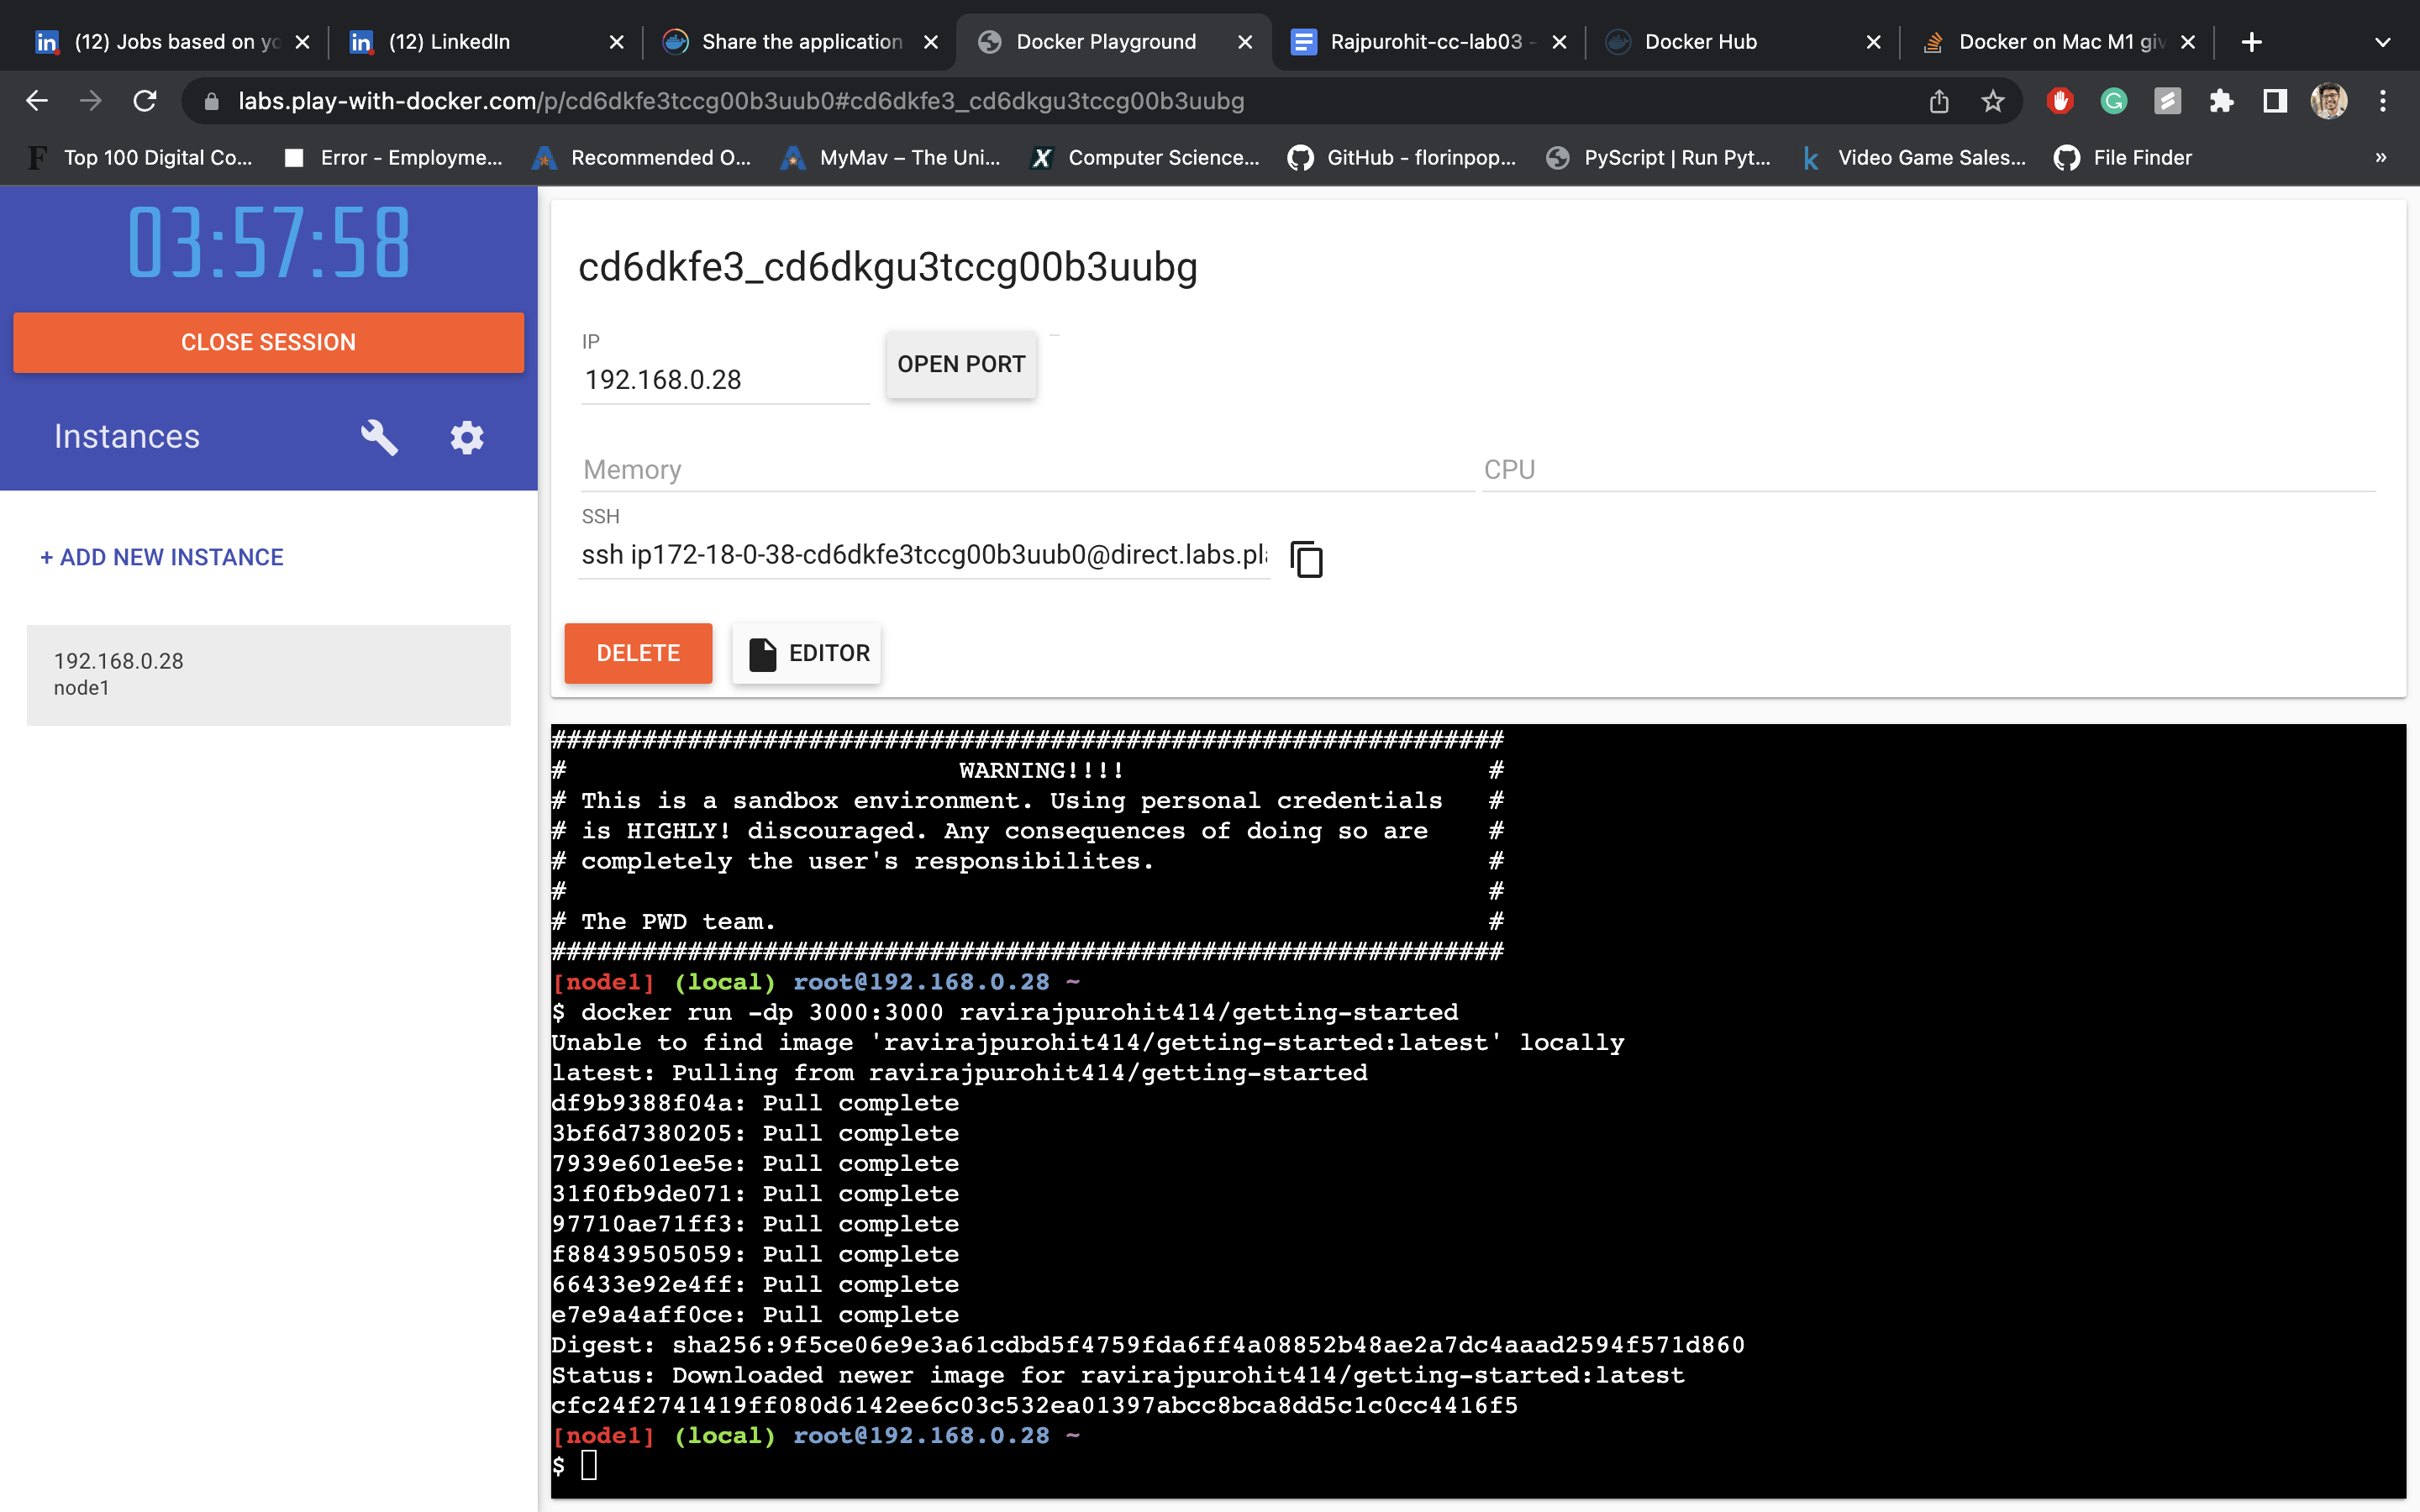 (12) Jobs based on yo
(12) LinkedIn
Share the application
Docker Playground
Rajpurohit-cc-lab03 -
Docker Hub
Docker on Mac M1 giv
labs.play-with-docker.com/p/cd6dkfe3tccg00b3uub0#cd6dkfe3_cd6dkgu3tccg00b3uubg
Top 100 Digital Co...
Error - Employme...
Recommended O...
MyMav – The Uni...
Computer Science...
GitHub - florinpop...
PyScript | Run Pyt...
Video Game Sales...
File Finder
»
03:57:58
CLOSE SESSION
Instances
+ ADD NEW INSTANCE
192.168.0.28
node1
cd6dkfe3_cd6dkgu3tccg00b3uubg
IP
192.168.0.28
OPEN PORT
Memory
CPU
SSH
ssh ip172-18-0-38-cd6dkfe3tccg00b3uub0@direct.labs.pla
DELETE
EDITOR
###############################################################
#                          WARNING!!!!                        #
# This is a sandbox environment. Using personal credentials   #
# is HIGHLY! discouraged. Any consequences of doing so are    #
# completely the user's responsibilites.                      #
#                                                             #
# The PWD team.                                               #
###############################################################
[node1] (local) root@192.168.0.28 ~
$ docker run -dp 3000:3000 ravirajpurohit414/getting-started
Unable to find image 'ravirajpurohit414/getting-started:latest' locally
latest: Pulling from ravirajpurohit414/getting-started
df9b9388f04a: Pull complete
3bf6d7380205: Pull complete
7939e601ee5e: Pull complete
31f0fb9de071: Pull complete
97710ae71ff3: Pull complete
f88439505059: Pull complete
66433e92e4ff: Pull complete
e7e9a4aff0ce: Pull complete
Digest: sha256:9f5ce06e9e3a61cdbd5f4759fda6ff4a08852b48ae2a7dc4aaad2594f571d860
Status: Downloaded newer image for ravirajpurohit414/getting-started:latest
cfc24f2741419ff080d6142ee6c03c532ea01397abcc8bca8dd5c1c0cc4416f5
[node1] (local) root@192.168.0.28 ~
$